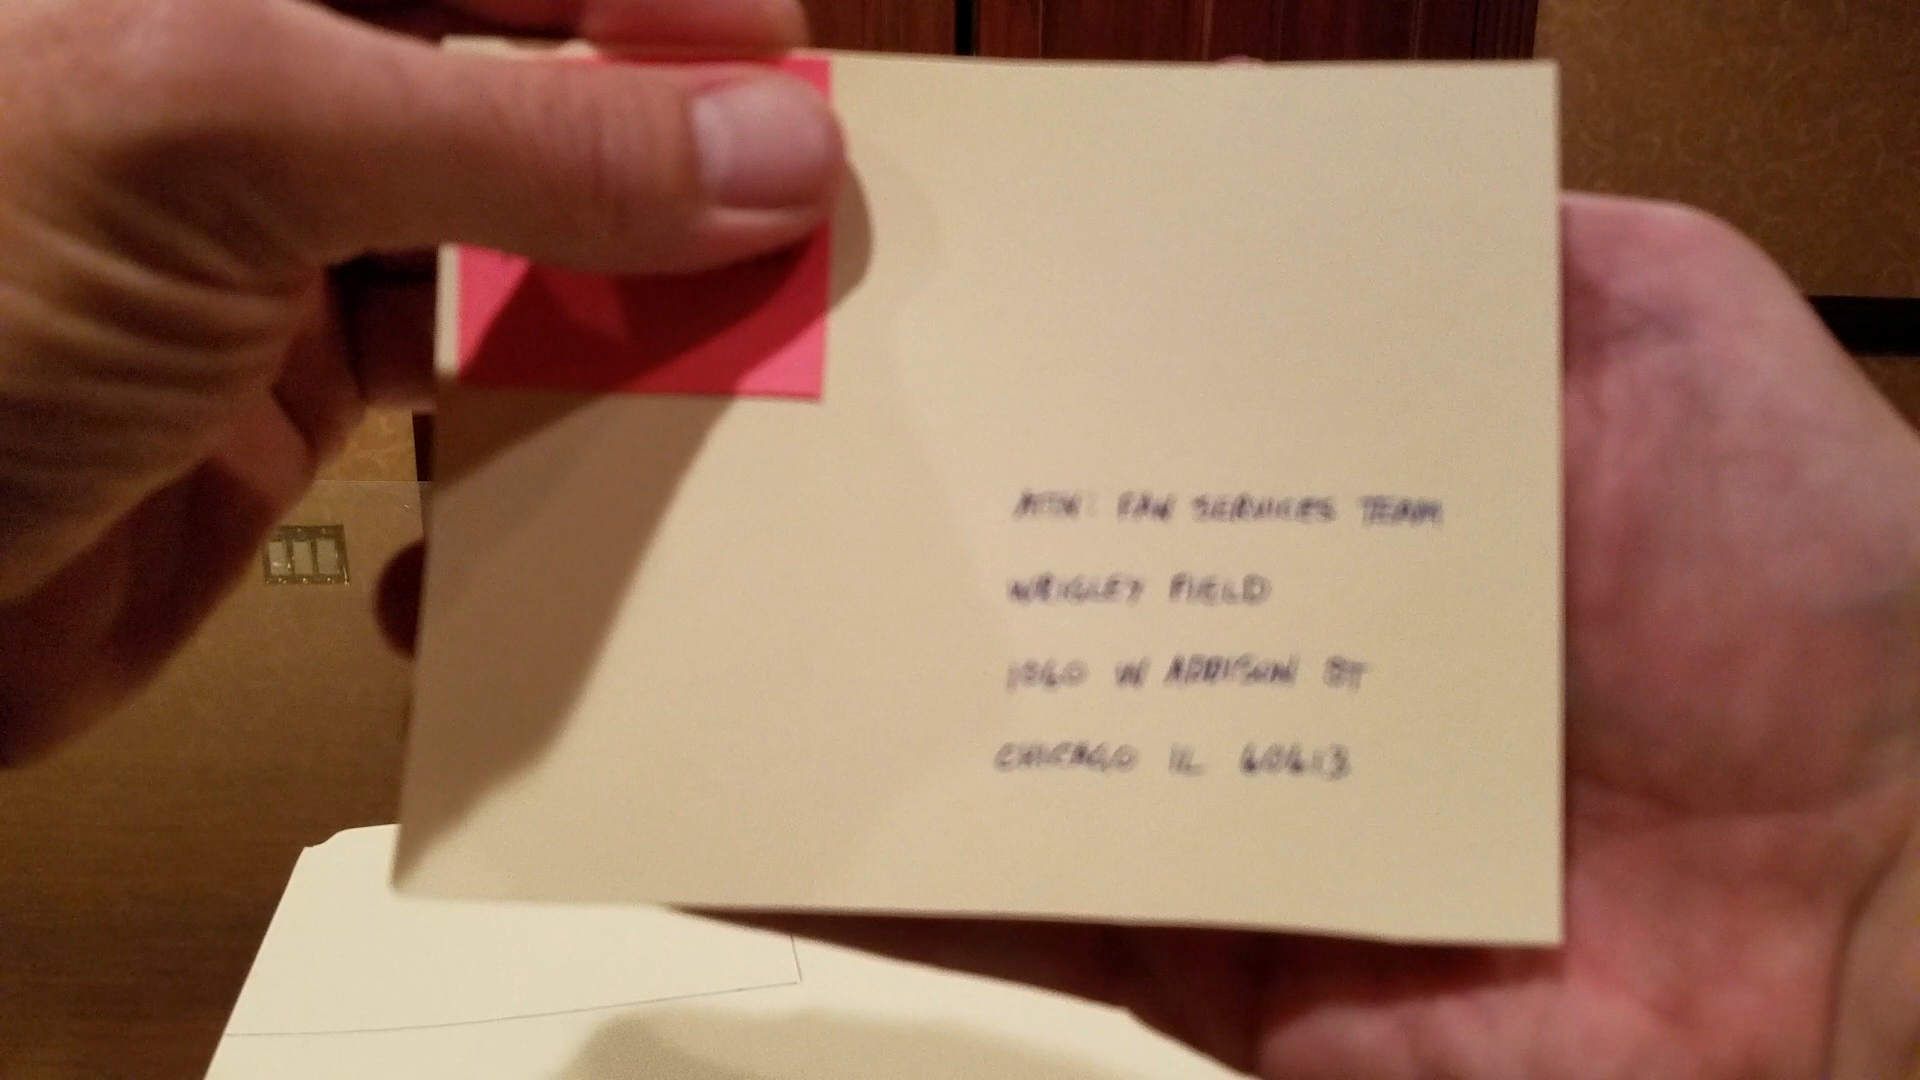 ATTN: FAN SERVICES TEAM
WRIGLEY FIELD
1060 W ADDISON ST
CHICAGO IL 60613